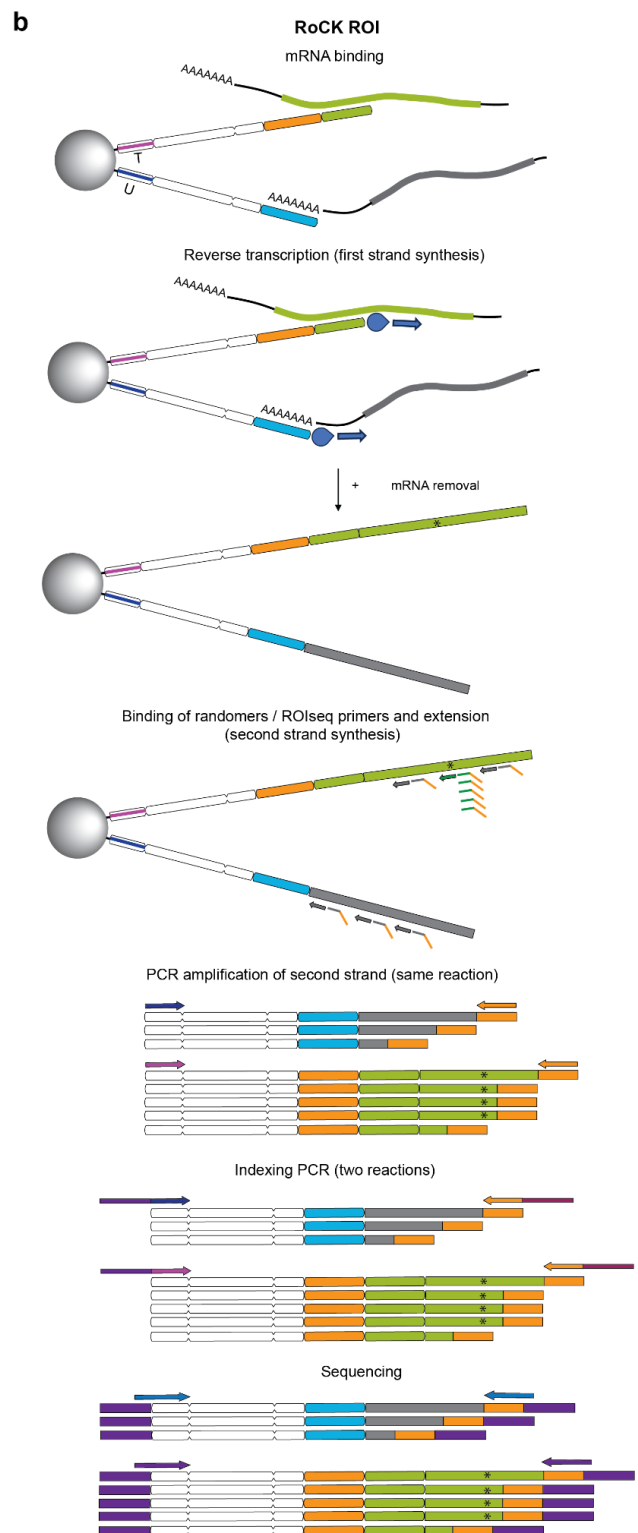 b
RoCK ROI
mRNA binding
AAAAAAA
T
U
AAAAAAA
Reverse transcription (first strand synthesis)
AAAAAAA
AAAAAAA
+ mRNA removal
*
Binding of randomers / ROIseq primers and extension
(second strand synthesis)
*
PCR amplification of second strand (same reaction)
*
*
*
*
Indexing PCR (two reactions)
*
*
*
*
Sequencing
*
*
*
*